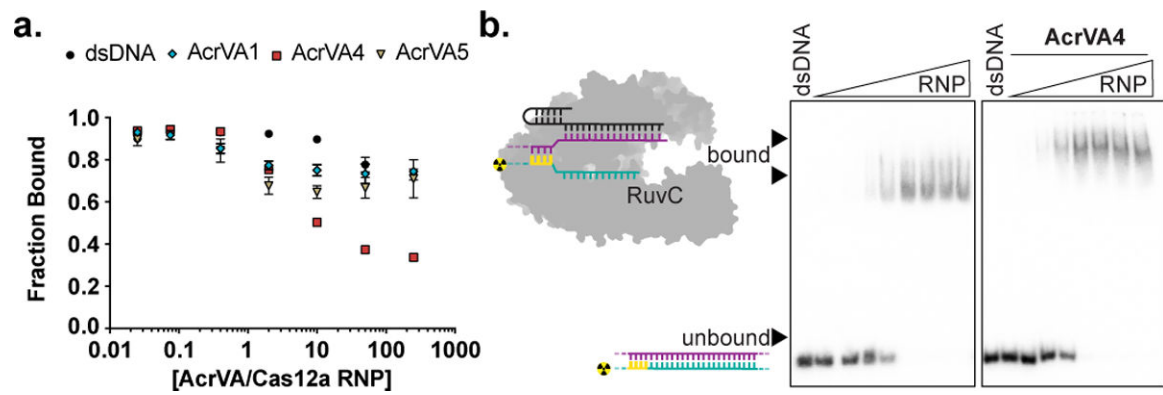 a.
dsDNA AcrVA1 AcrVA4 AcrVA5
Fraction Bound
1.0
0.8
0.6
0.4
0.2
0.0
0.01 0.1 1 10 100 1000
[AcrVA/Cas12a RNP]
b.
RuvC
bound
unbound
dsDNA
RNP
dsDNA
AcrVA4
RNP